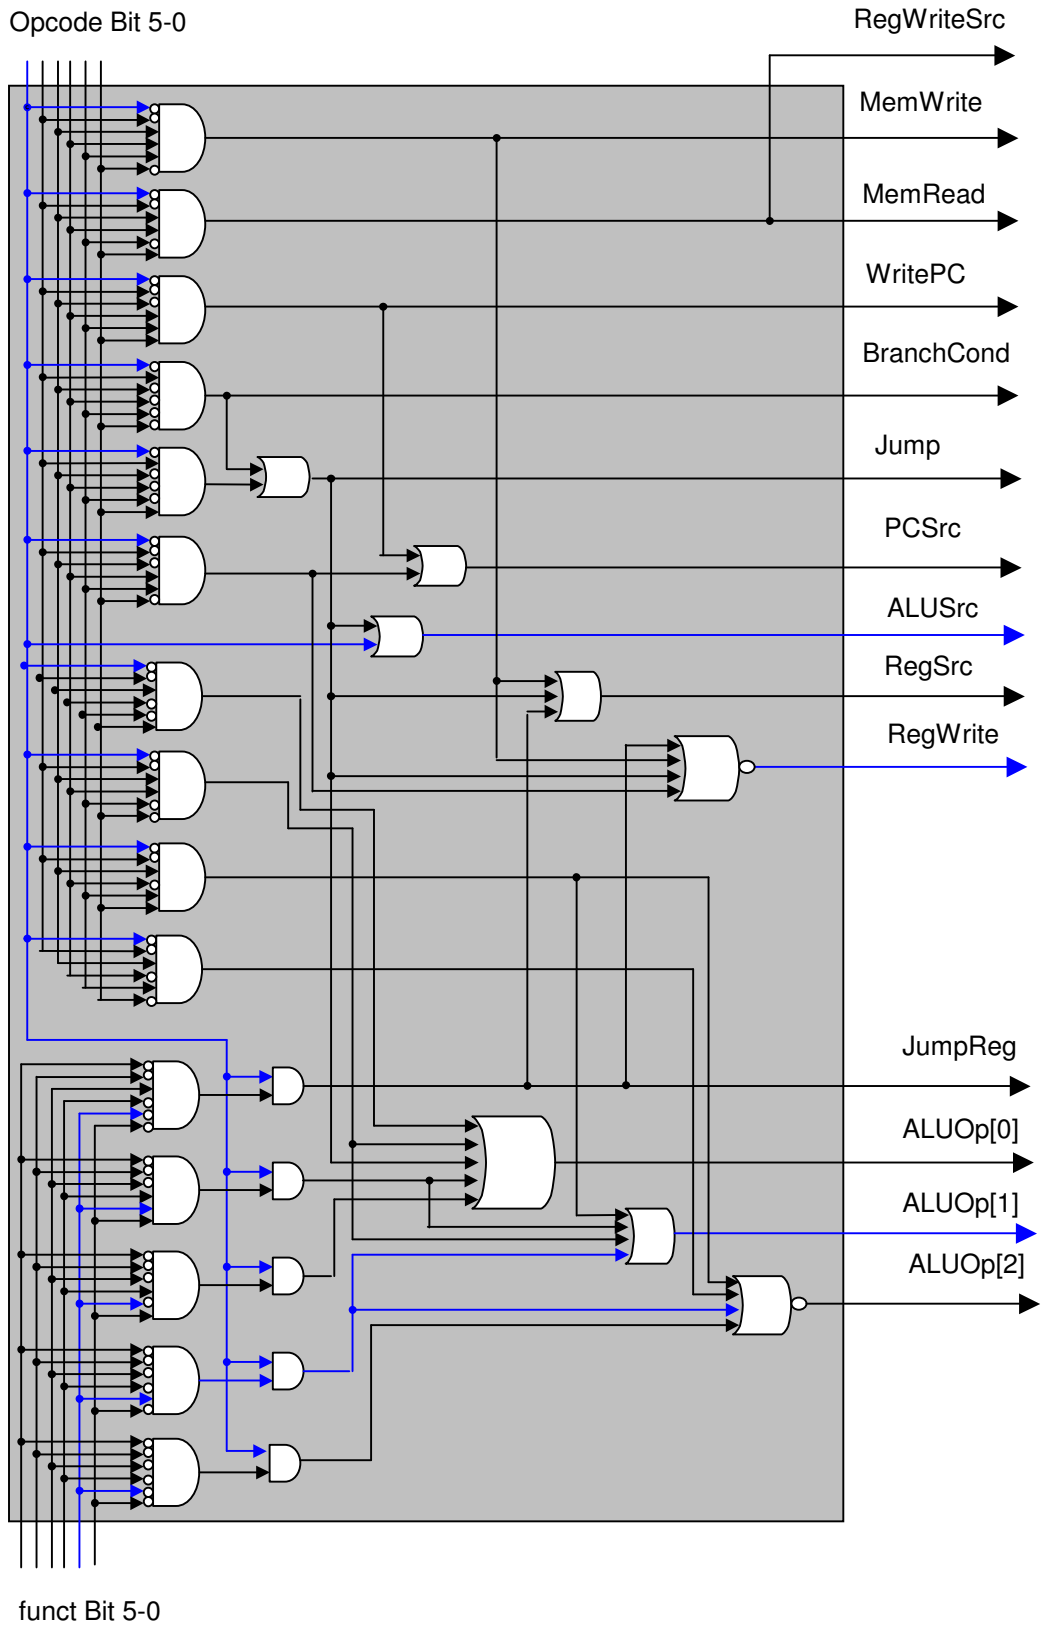 Opcode Bit 5-0
RegWriteSrc
MemWrite
MemRead
WritePC
BranchCond
Jump
PCSrc
ALUSrc
RegSrc
RegWrite
JumpReg
ALUOp[0]
ALUOp[1]
ALUOp[2]
funct Bit 5-0